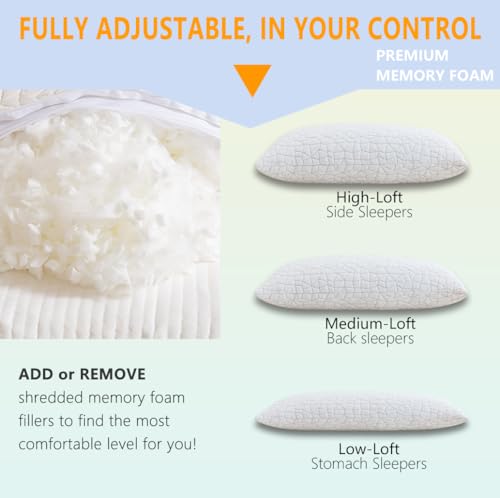 FULLY ADJUSTABLE, IN YOUR CONTROL
PREMIUM
MEMORY FOAM
High-Loft
Side Sleepers
Medium-Loft
Back sleepers
ADD or REMOVE
shredded memory foam
fillers to find the most
comfortable level for you!
Low-Loft
Stomach Sleepers